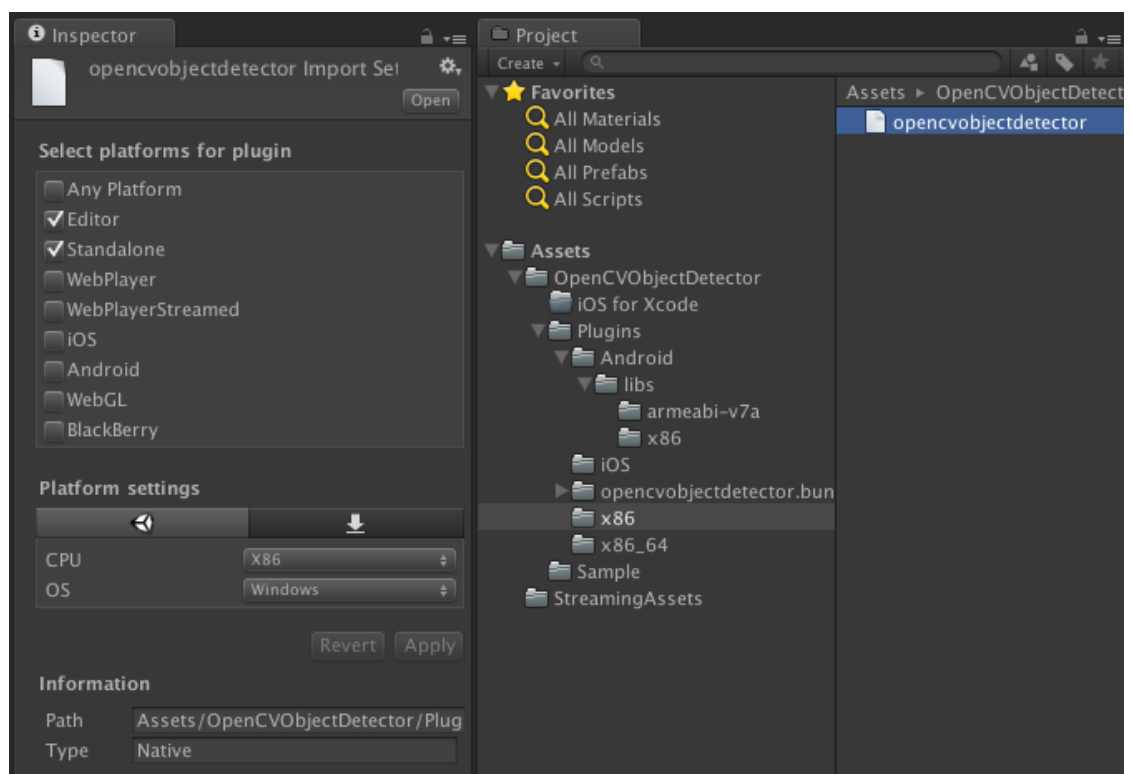 Inspector
opencvobjectdetector Import Set
Open
Select platforms for plugin
Any Platform
Editor
Standalone
WebPlayer
WebPlayerStreamed
iOS
Android
WebGL
BlackBerry
Platform settings
CPU X86
OS Windows
Revert Apply
Information
Path Assets/OpenCVObjectDetector/Plug
Type Native
Project
Create
Favorites
All Materials
All Models
All Prefabs
All Scripts
Assets
OpenCVObjectDetector
iOS for Xcode
Plugins
Android
libs
armeabi-v7a
x86
iOS
opencvobjectdetector.bun
x86
x86_64
Sample
StreamingAssets
Assets ▸ OpenCVObjectDetect
opencvobjectdetector